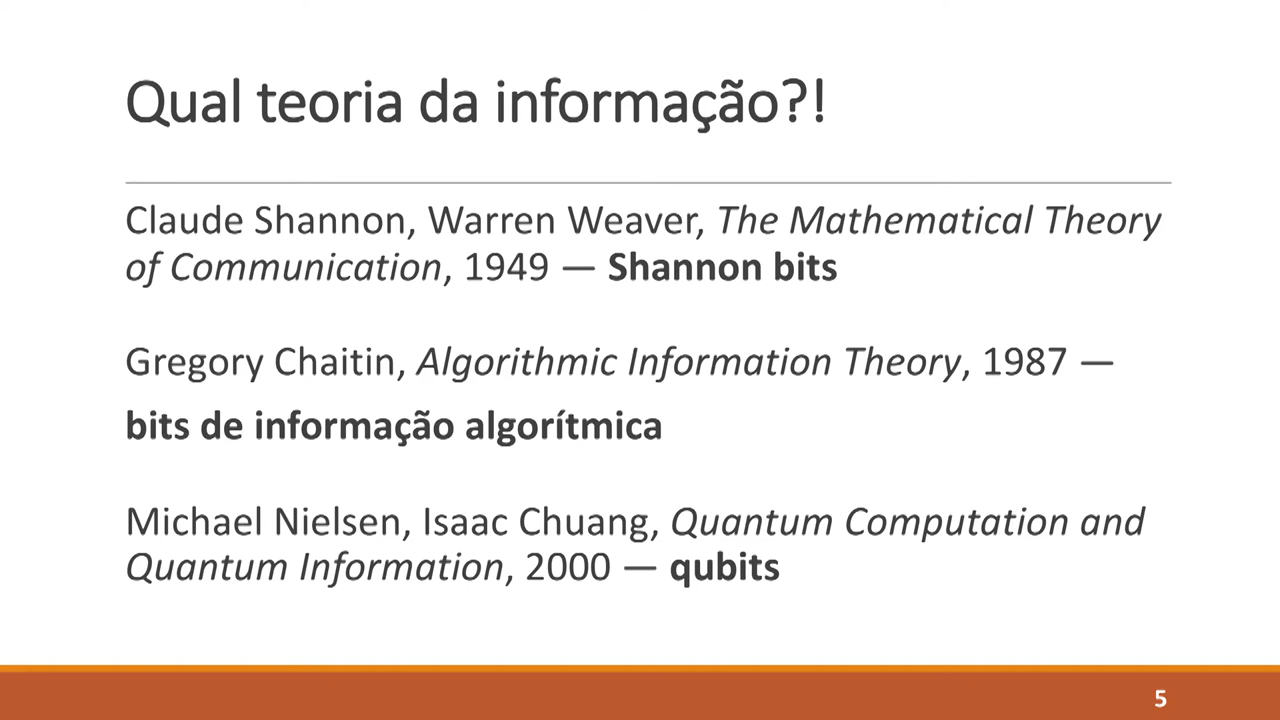 Qual teoria da informação?!
Claude Shannon, Warren Weaver, The Mathematical Theory
of Communication, 1949 — Shannon bits
Gregory Chaitin, Algorithmic Information Theory, 1987 —
bits de informação algorítmica
Michael Nielsen, Isaac Chuang, Quantum Computation and
Quantum Information, 2000 — qubits
5